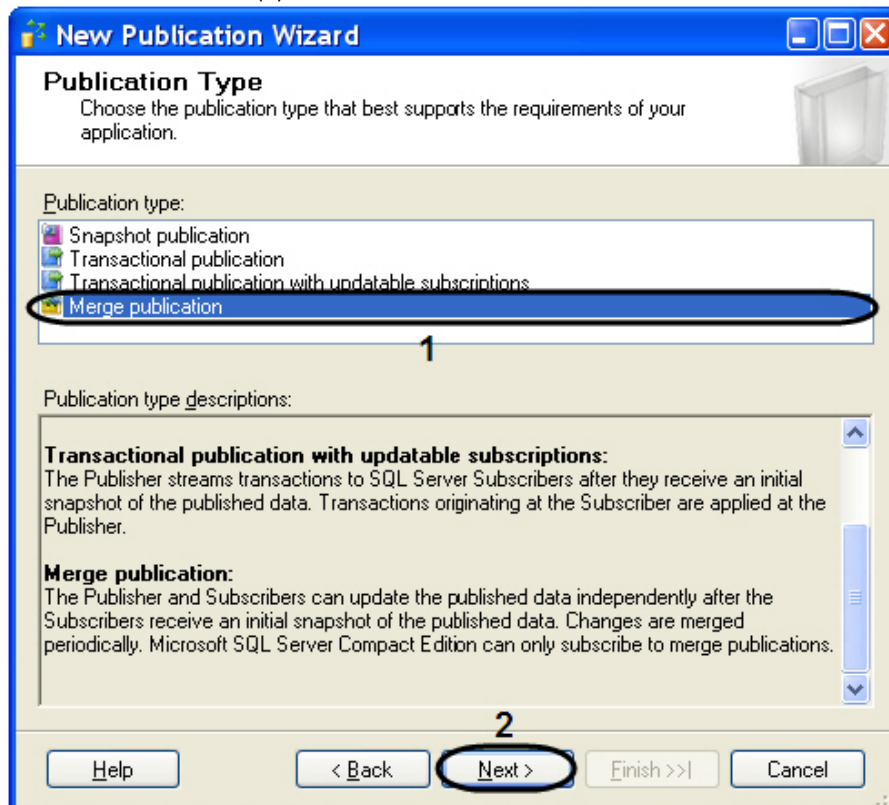 New Publication Wizard
Publication Type
Choose the publication type that best supports the requirements of your
application.
Publication type:
Snapshot publication
Transactional publication
Transactional publication with updatable subscriptions
Merge publication
1
Publication type descriptions:
Transactional publication with updatable subscriptions:
The Publisher streams transactions to SQL Server Subscribers after they receive an initial
snapshot of the published data. Transactions originating at the Subscriber are applied at the
Publisher.
Merge publication:
The Publisher and Subscribers can update the published data independently after the
Subscribers receive an initial snapshot of the published data. Changes are merged
periodically. Microsoft SQL Server Compact Edition can only subscribe to merge publications.
2
Help < Back Next > Finish >>| Cancel